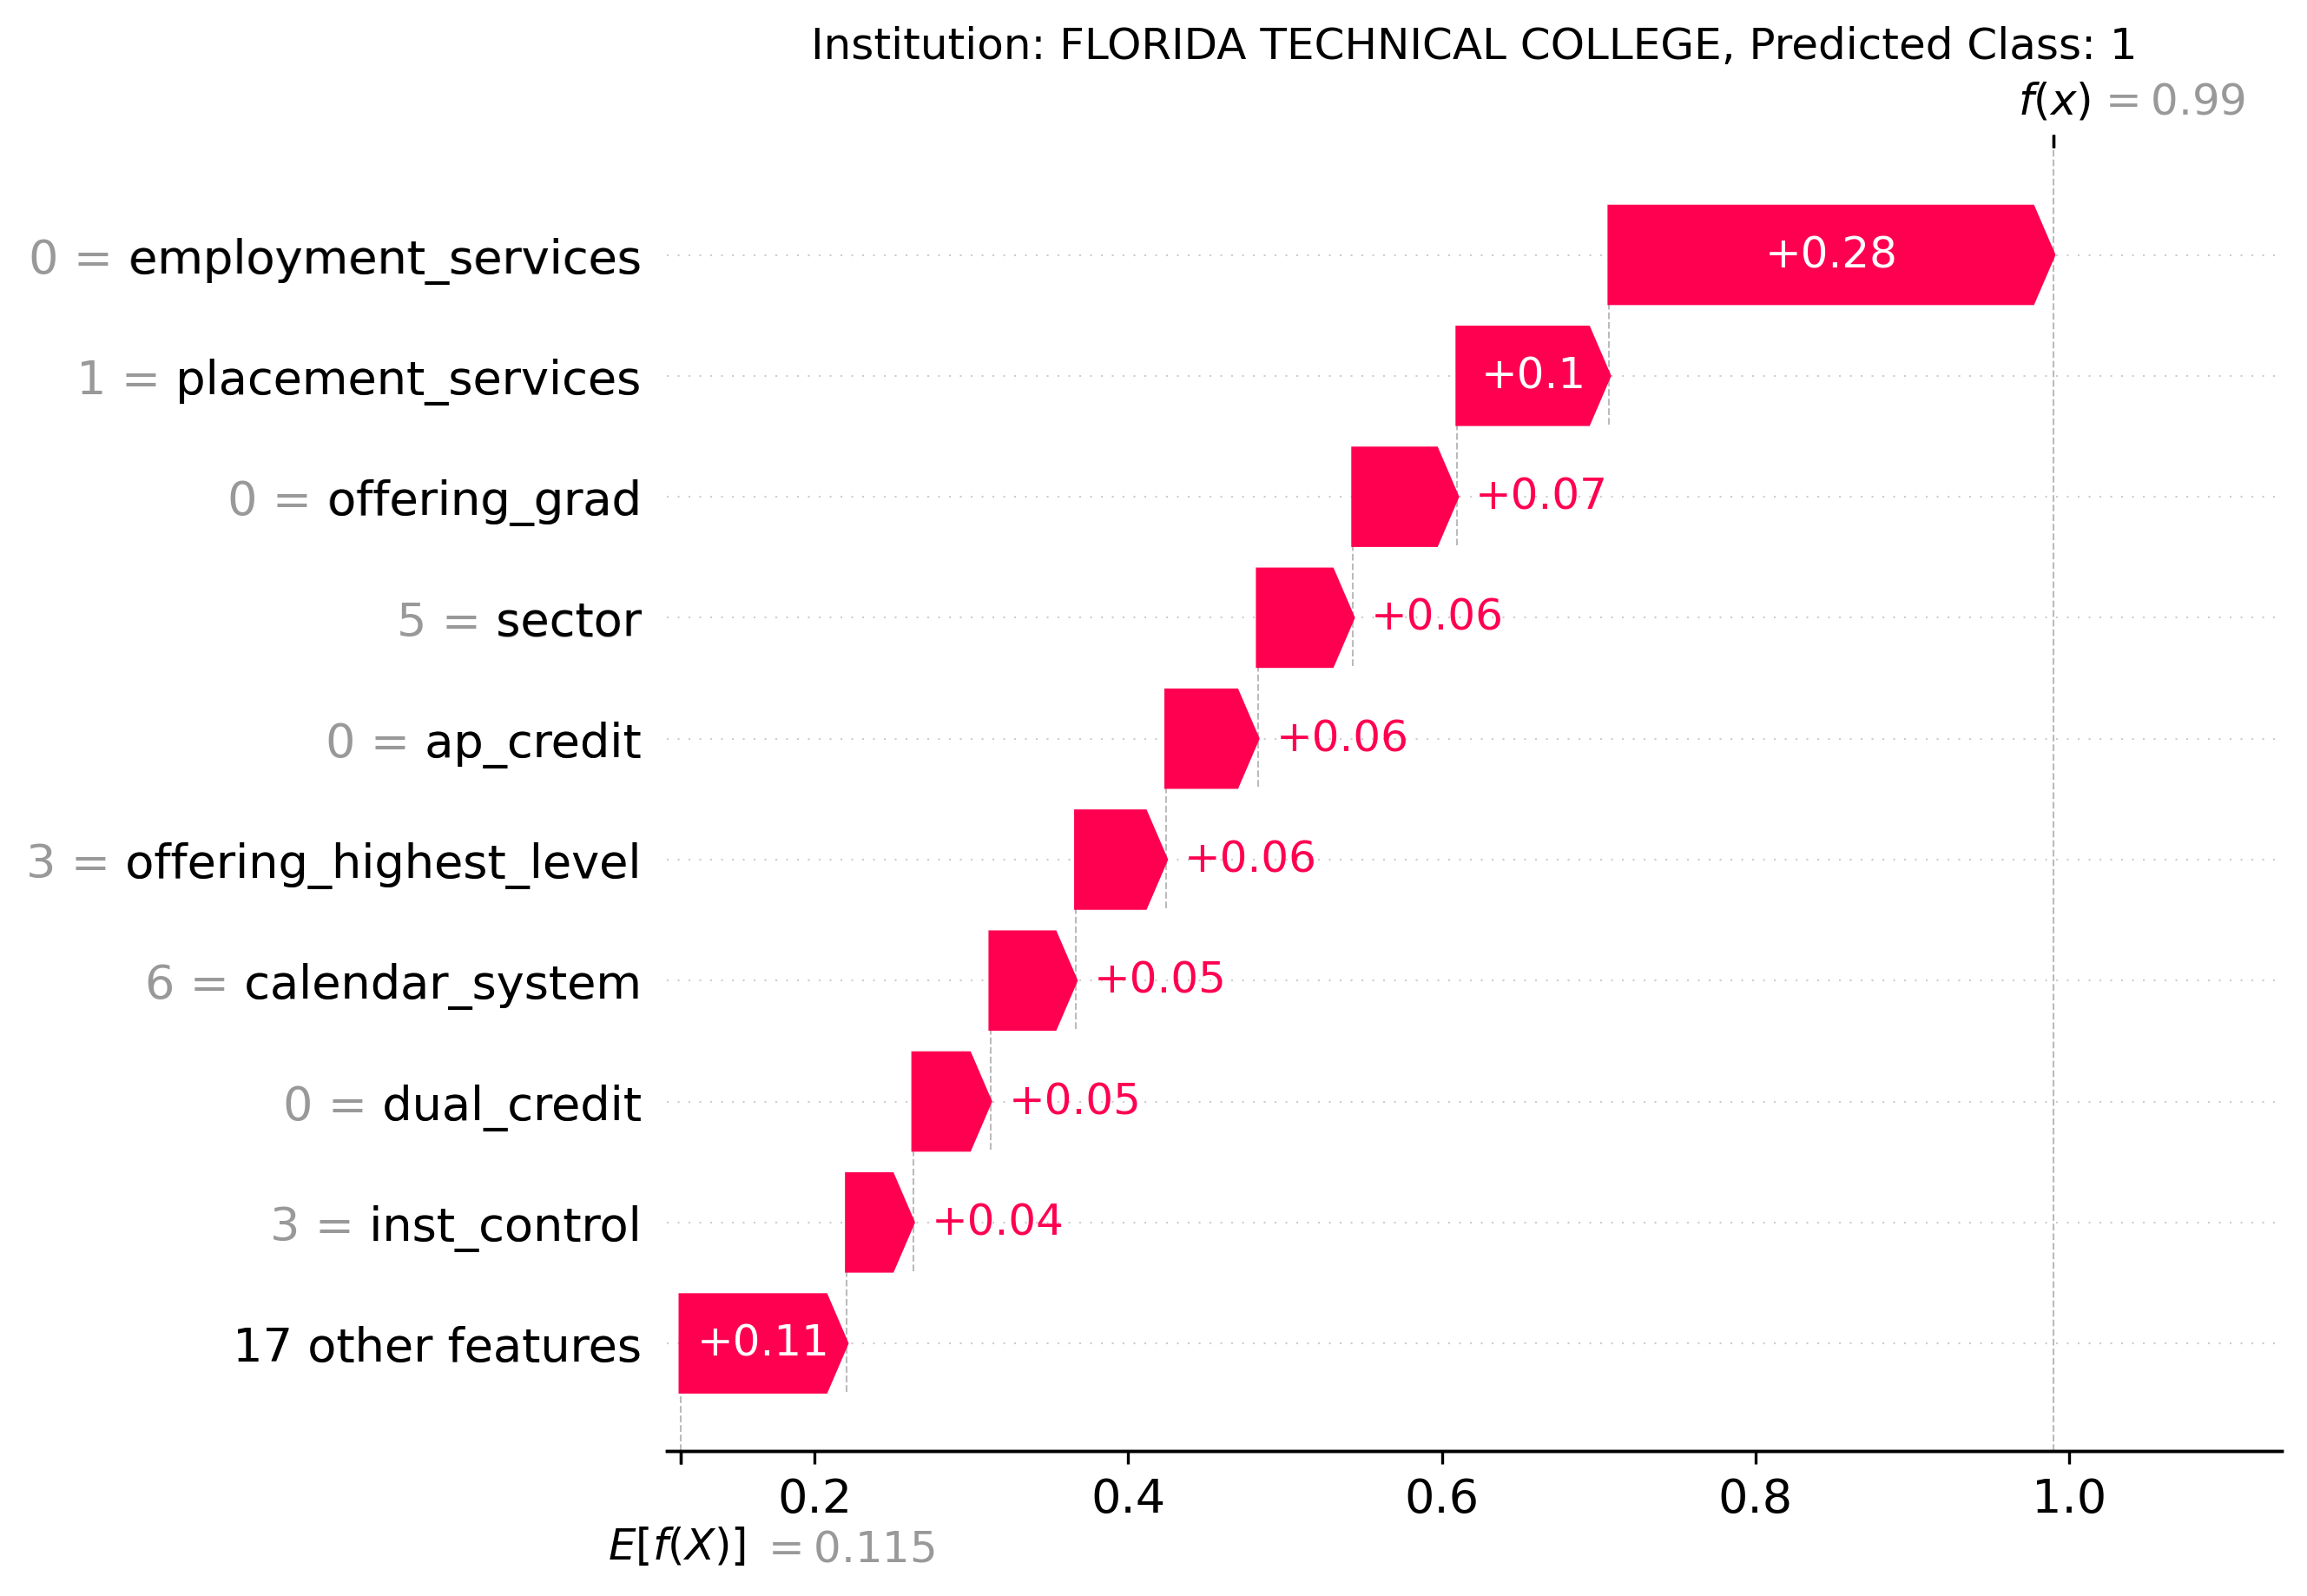 Institution: FLORIDA TECHNICAL COLLEGE, Predicted Class: 1
f(x) = 0.99
0 = employment_services +0.28
1 = placement_services +0.1
0 = offering_grad +0.07
5 = sector +0.06
0 = ap_credit +0.06
3 = offering_highest_level +0.06
6 = calendar_system +0.05
0 = dual_credit +0.05
3 = inst_control +0.04
17 other features +0.11
0.2 0.4 0.6 0.8 1.0
E[f(X)] = 0.115